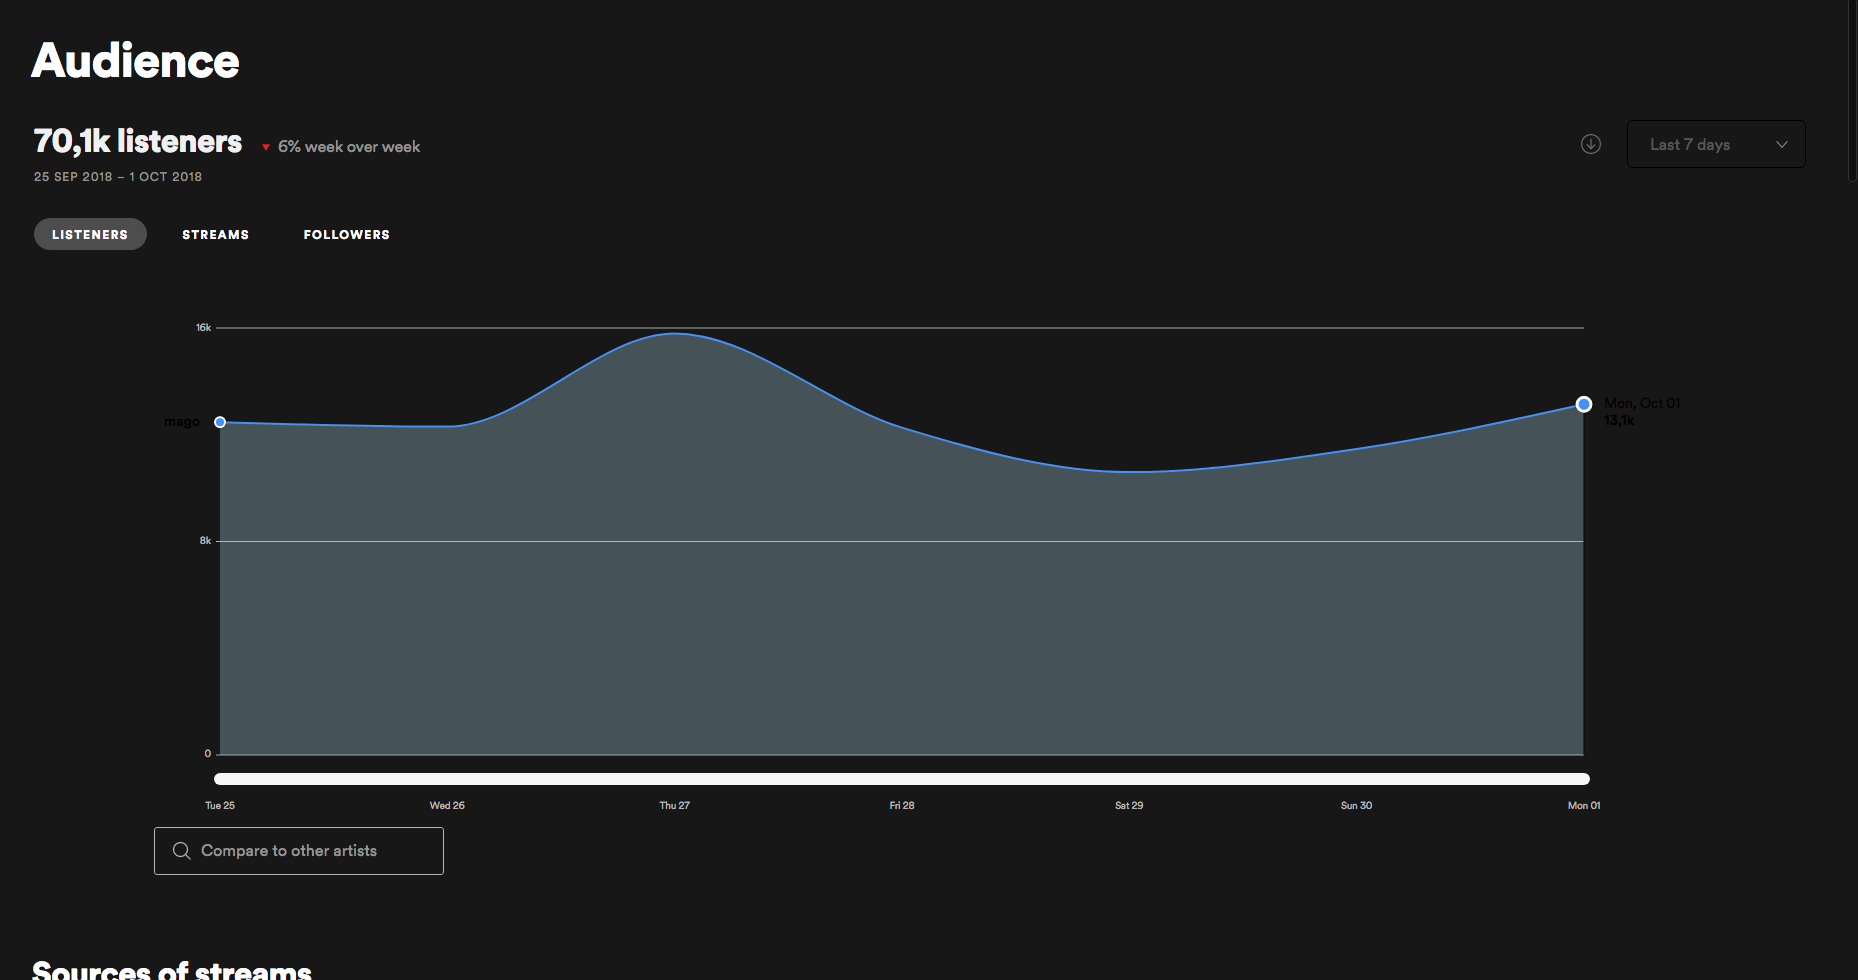 Audience
70,1k listeners ▼ 6% week over week
25 SEP 2018 – 1 OCT 2018
Last 7 days
LISTENERS STREAMS FOLLOWERS
16k
mago
Mon, Oct 01
13,1k
8k
0
Tue 25 Wed 26 Thu 27 Fri 28 Sat 29 Sun 30 Mon 01
Compare to other artists
Sources of streams